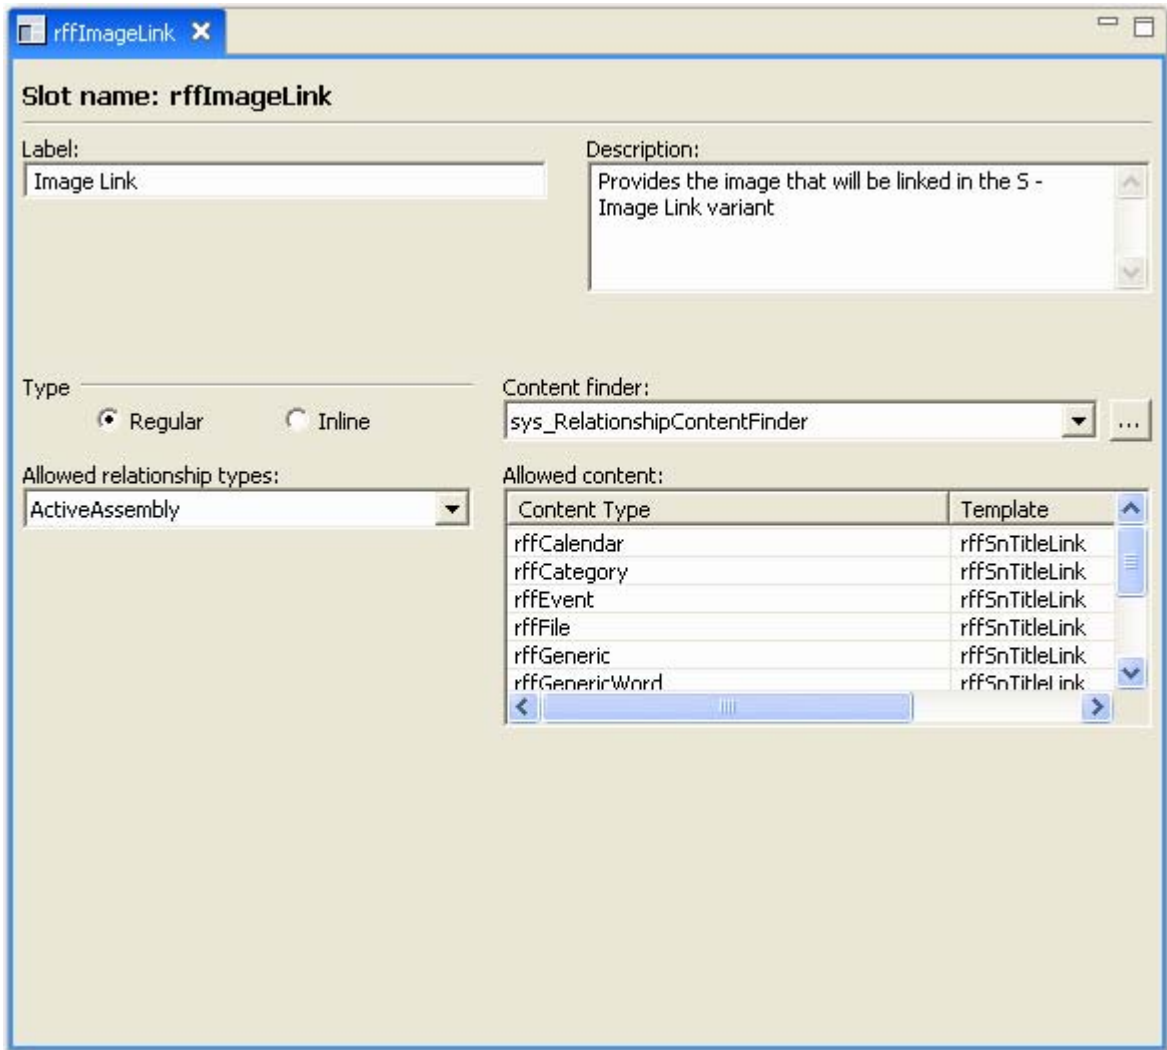 rffImageLink
Slot name: rffImageLink
Label:
Image Link
Description:
Provides the image that will be linked in the S -
Image Link variant
Type
Regular
Inline
Content finder:
sys_RelationshipContentFinder
...
Allowed relationship types:
ActiveAssembly
Allowed content:
Content Type Template
rffCalendar rffSnTitleLink
rffCategory rffSnTitleLink
rffEvent rffSnTitleLink
rffFile rffSnTitleLink
rffGeneric rffSnTitleLink
rffGenericWord rffSnTitleLink